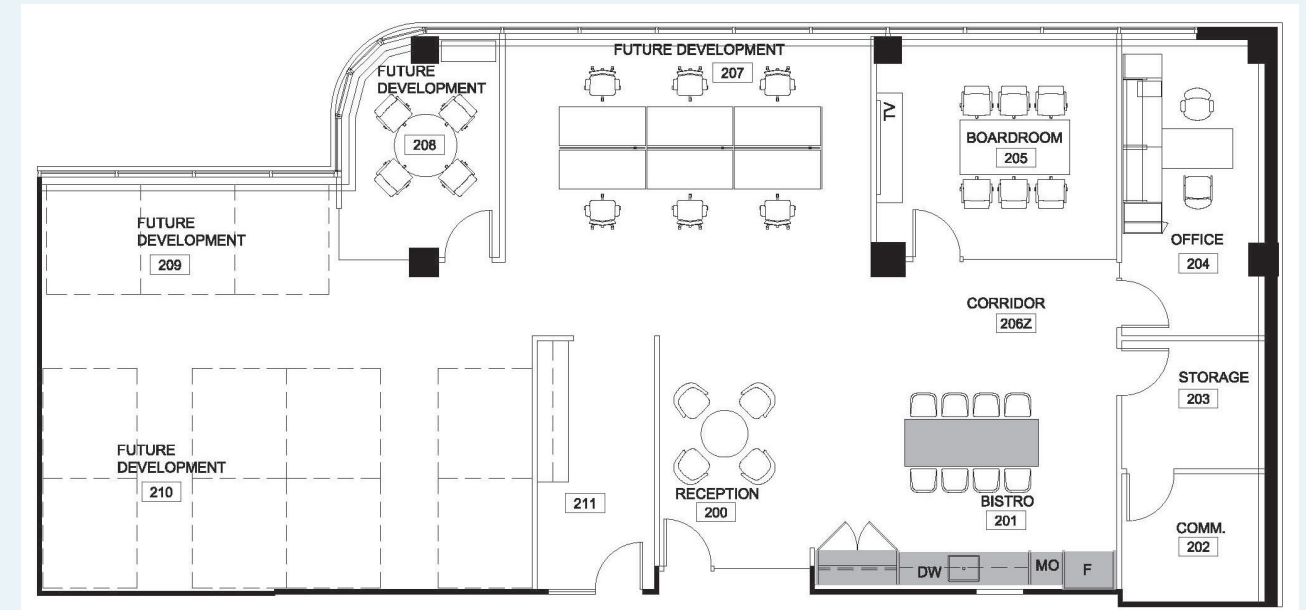 FUTURE DEVELOPMENT
207
FUTURE
DEVELOPMENT
208
TV
BOARDROOM
205
OFFICE
204
FUTURE
DEVELOPMENT
209
CORRIDOR
206Z
STORAGE
203
FUTURE
DEVELOPMENT
210
211
RECEPTION
200
BISTRO
201
COMM.
202
DW
MO
F